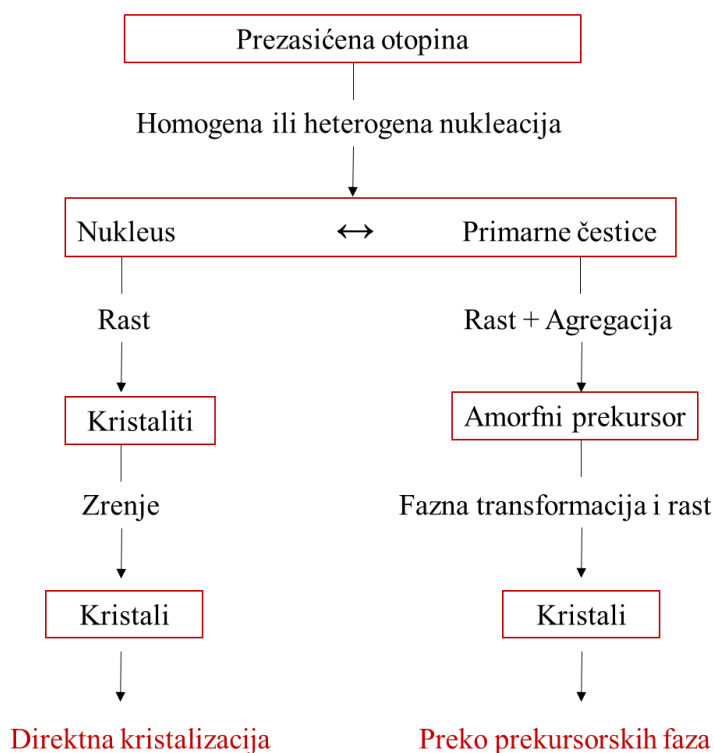 Prezasićena otopina
Homogena ili heterogena nukleacija
Nukleus ↔ Primarne čestice
Rast
Rast + Agregacija
Kristaliti
Amorfni prekursor
Zrenje
Fazna transformacija i rast
Kristali
Kristali
Direktna kristalizacija
Preko prekursorskih faza